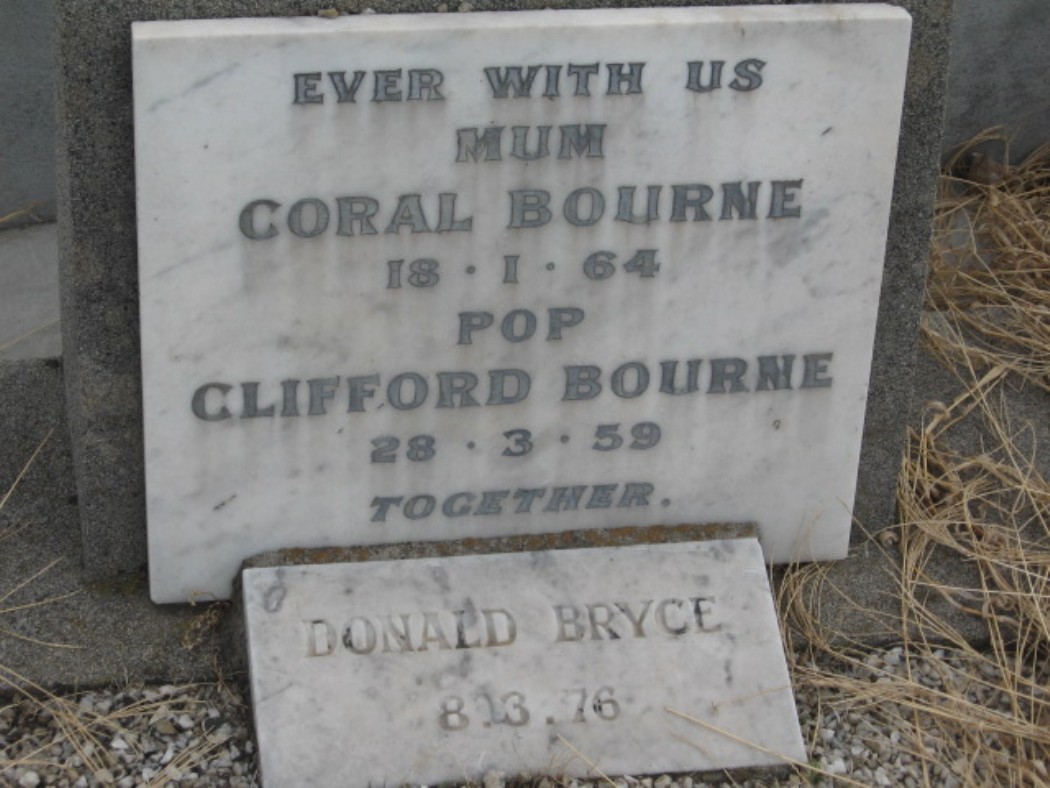 EVER WITH US
MUM
CORAL BOURNE
18·1·64
POP
CLIFFORD BOURNE
28·3·59
TOGETHER.
DONALD BRYCE
8.3.76